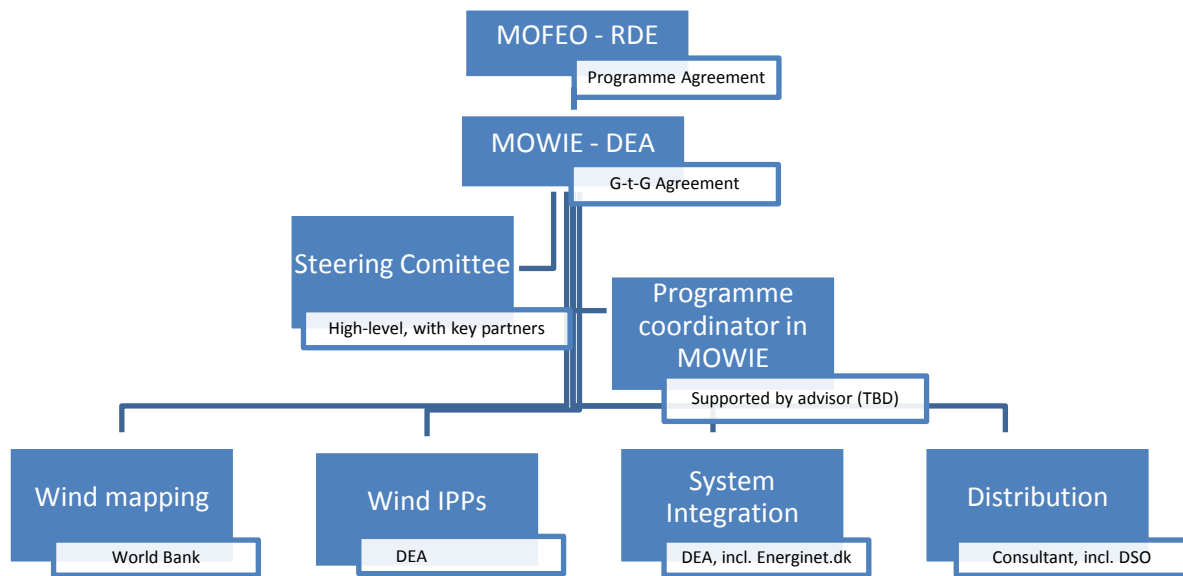 MOFEO - RDE
Programme Agreement
MOWIE - DEA
G-t-G Agreement
Steering Comittee
High-level, with key partners
Programme
coordinator in
MOWIE
Supported by advisor (TBD)
Wind mapping
World Bank
Wind IPPs
DEA
System
Integration
DEA, incl. Energinet.dk
Distribution
Consultant, incl. DSO